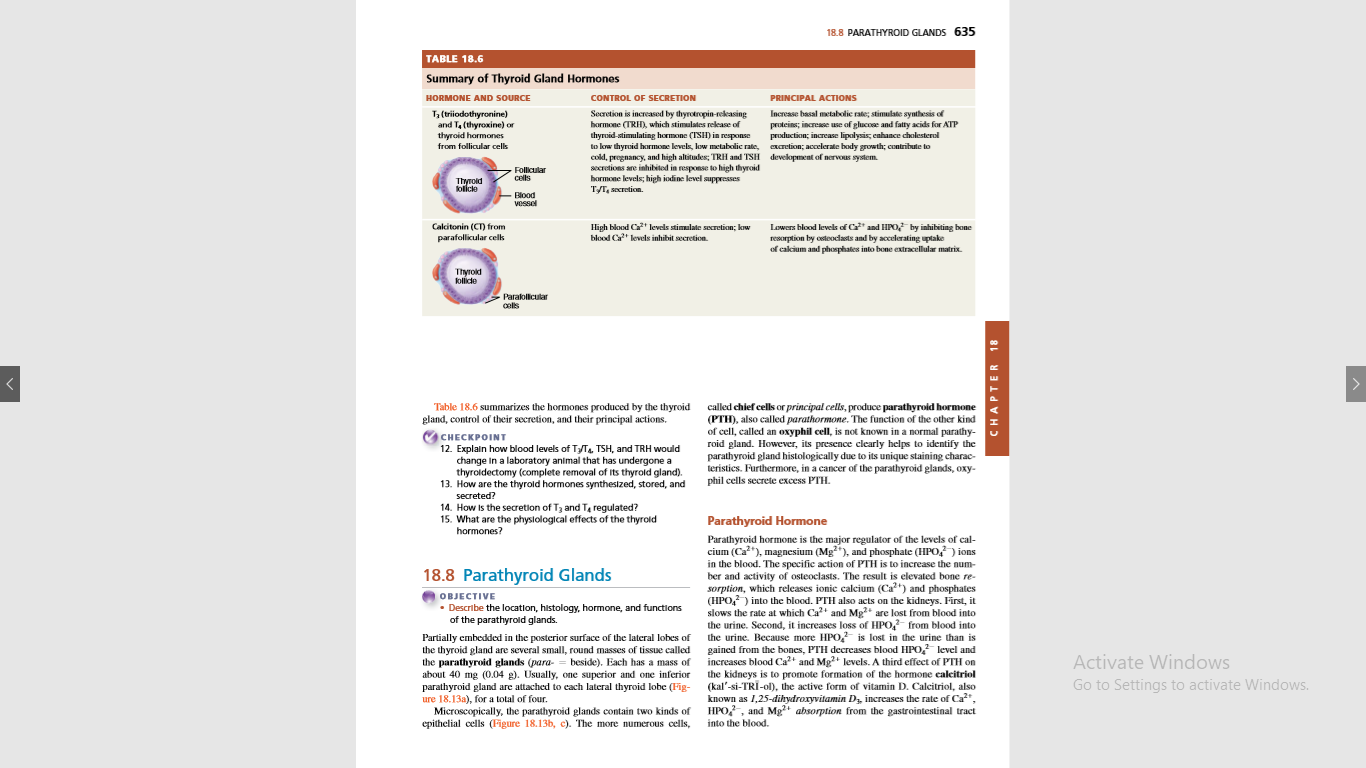 18.8 PARATHYROID GLANDS 635
TABLE 18.6
Summary of Thyroid Gland Hormones
HORMONE AND SOURCE
CONTROL OF SECRETION
PRINCIPAL ACTIONS
T₃ (triiodothyronine)
and T₄ (thyroxine) or
thyroid hormones
from follicular cells
Thyroid
follicle
Follicular
cells
Blood
vessel
Secretion is increased by thyrotropin-releasing
hormone (TRH), which stimulates release of
thyroid-stimulating hormone (TSH) in response
to low thyroid hormone levels, low metabolic rate,
cold, pregnancy, and high altitudes; TRH and TSH
secretions are inhibited in response to high thyroid
hormone levels; high iodine level suppresses
T₃/T₄ secretion.
Increase basal metabolic rate; stimulate synthesis of
proteins; increase use of glucose and fatty acids for ATP
production; increase lipolysis; enhance cholesterol
excretion; accelerate body growth; contribute to
development of nervous system.
Calcitonin (CT) from
parafollicular cells
Thyroid
follicle
Parafollicular
cells
High blood Ca²⁺ levels stimulate secretion; low
blood Ca²⁺ levels inhibit secretion.
Lowers blood levels of Ca²⁺ and HPO₄²⁻ by inhibiting bone
resorption by osteoclasts and by accelerating uptake
of calcium and phosphates into bone extracellular matrix.
CHAPTER 18
Table 18.6 summarizes the hormones produced by the thyroid
gland, control of their secretion, and their principal actions.
CHECKPOINT
12. Explain how blood levels of T₃/T₄, TSH, and TRH would
change in a laboratory animal that has undergone a
thyroidectomy (complete removal of its thyroid gland).
13. How are the thyroid hormones synthesized, stored, and
secreted?
14. How is the secretion of T₃ and T₄ regulated?
15. What are the physiological effects of the thyroid
hormones?
18.8 Parathyroid Glands
OBJECTIVE
• Describe the location, histology, hormone, and functions
of the parathyroid glands.
Partially embedded in the posterior surface of the lateral lobes of
the thyroid gland are several small, round masses of tissue called
the parathyroid glands (para- = beside). Each has a mass of
about 40 mg (0.04 g). Usually, one superior and one inferior
parathyroid gland are attached to each lateral thyroid lobe (Fig-
ure 18.13a), for a total of four.
Microscopically, the parathyroid glands contain two kinds of
epithelial cells (Figure 18.13b, c). The more numerous cells,
called chief cells or principal cells, produce parathyroid hormone
(PTH), also called parathormone. The function of the other kind
of cell, called an oxyphil cell, is not known in a normal parathy-
roid gland. However, its presence clearly helps to identify the
parathyroid gland histologically due to its unique staining charac-
teristics. Furthermore, in a cancer of the parathyroid glands, oxy-
phil cells secrete excess PTH.
Parathyroid Hormone
Parathyroid hormone is the major regulator of the levels of cal-
cium (Ca²⁺), magnesium (Mg²⁺), and phosphate (HPO₄²⁻) ions
in the blood. The specific action of PTH is to increase the num-
ber and activity of osteoclasts. The result is elevated bone re-
sorption, which releases ionic calcium (Ca²⁺) and phosphates
(HPO₄²⁻) into the blood. PTH also acts on the kidneys. First, it
slows the rate at which Ca²⁺ and Mg²⁺ are lost from blood into
the urine. Second, it increases loss of HPO₄²⁻ from blood into
the urine. Because more HPO₄²⁻ is lost in the urine than is
gained from the bones, PTH decreases blood HPO₄²⁻ level and
increases blood Ca²⁺ and Mg²⁺ levels. A third effect of PTH on
the kidneys is to promote formation of the hormone calcitriol
(kal′-si-TRĪ-ol), the active form of vitamin D. Calcitriol, also
known as 1,25-dihydroxyvitamin D₃, increases the rate of Ca²⁺,
HPO₄²⁻, and Mg²⁺ absorption from the gastrointestinal tract
into the blood.
Activate Windows
Go to Settings to activate Windows.